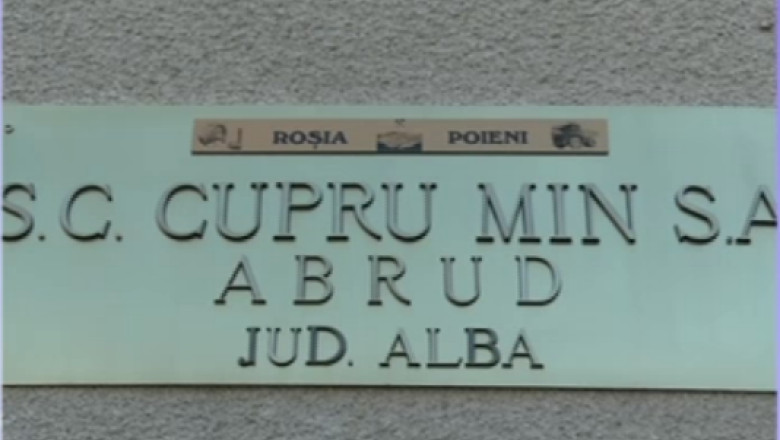 ROȘIA POIENI
S.C. CUPRU MIN S.A
ABRUD
JUD. ALBA